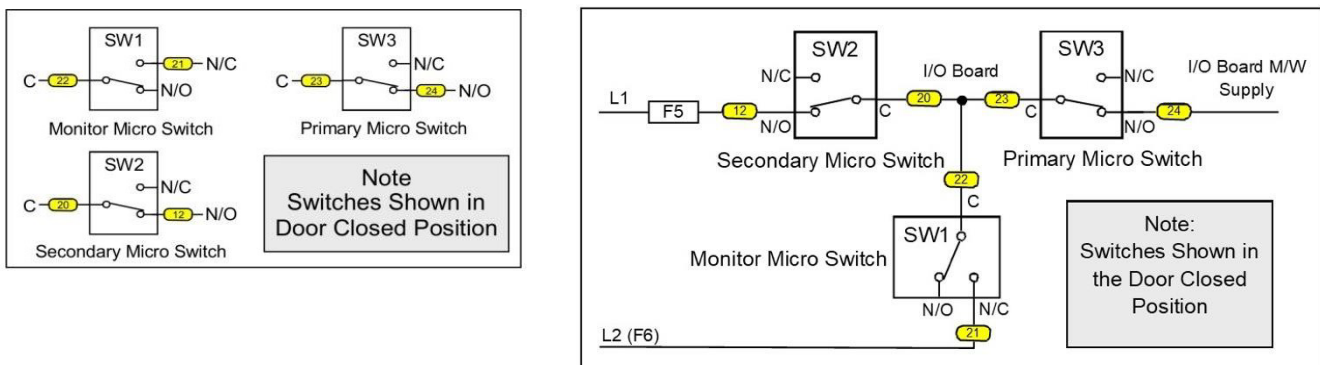 SW1
21
N/C
C
22
N/O
Monitor Micro Switch
SW3
N/C
C
23
24
N/O
Primary Micro Switch
SW2
N/C
C
20
12
N/O
Secondary Micro Switch
Note
Switches Shown in
Door Closed Position
SW2
N/C
L1
F5
12
N/O
C
20
I/O Board
23
C
SW3
N/C
N/O
24
I/O Board M/W
Supply
Secondary Micro Switch
Primary Micro Switch
22
C
SW1
Monitor Micro Switch
N/O
N/C
21
L2 (F6)
Note:
Switches Shown in
the Door Closed
Position